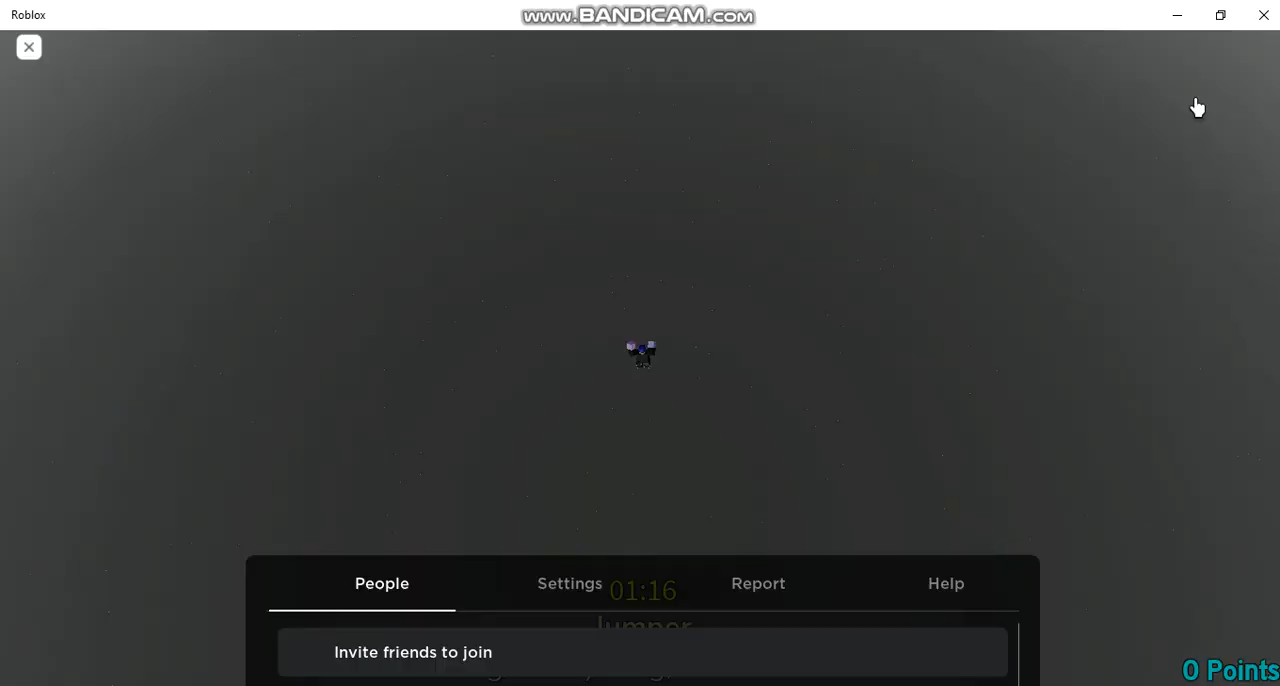 Roblox
www.BANDICAM.com
People
Settings
Report
Help
01:16
Jumper
Invite friends to join
0 Points